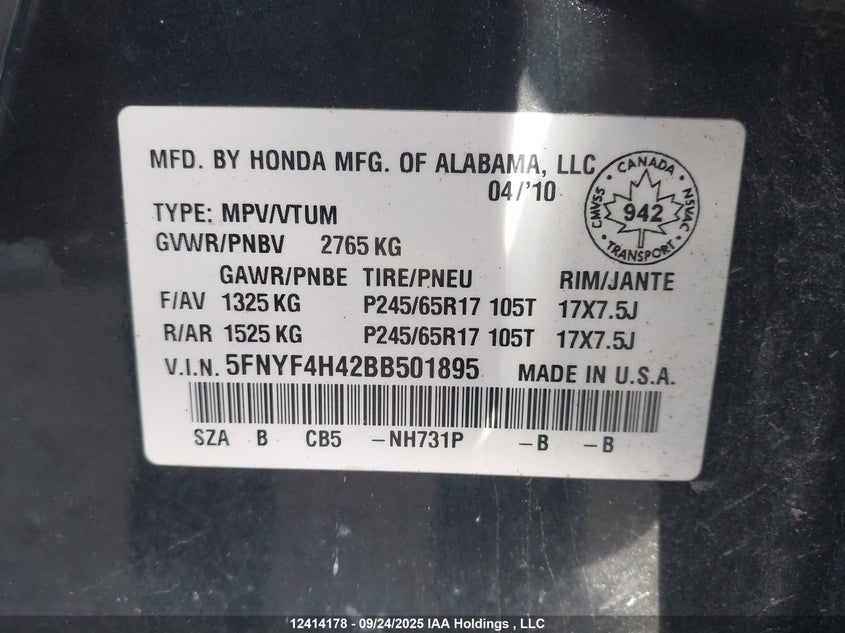 MFD. BY HONDA MFG. OF ALABAMA, LLC
04/'10
TYPE: MPV/VTUM
GVWR/PNBV 2765 KG
CANADA
CMVSS
942
NSVAC
TRANSPORT
GAWR/PNBE TIRE/PNEU RIM/JANTE
F/AV 1325 KG P245/65R17 105T 17X7.5J
R/AR 1525 KG P245/65R17 105T 17X7.5J
V.I.N. 5FNYF4H42BB501895 MADE IN U.S.A.
SZA B CB5 -NH731P -B -B
12414178 - 09/24/2025 IAA Holdings , LLC